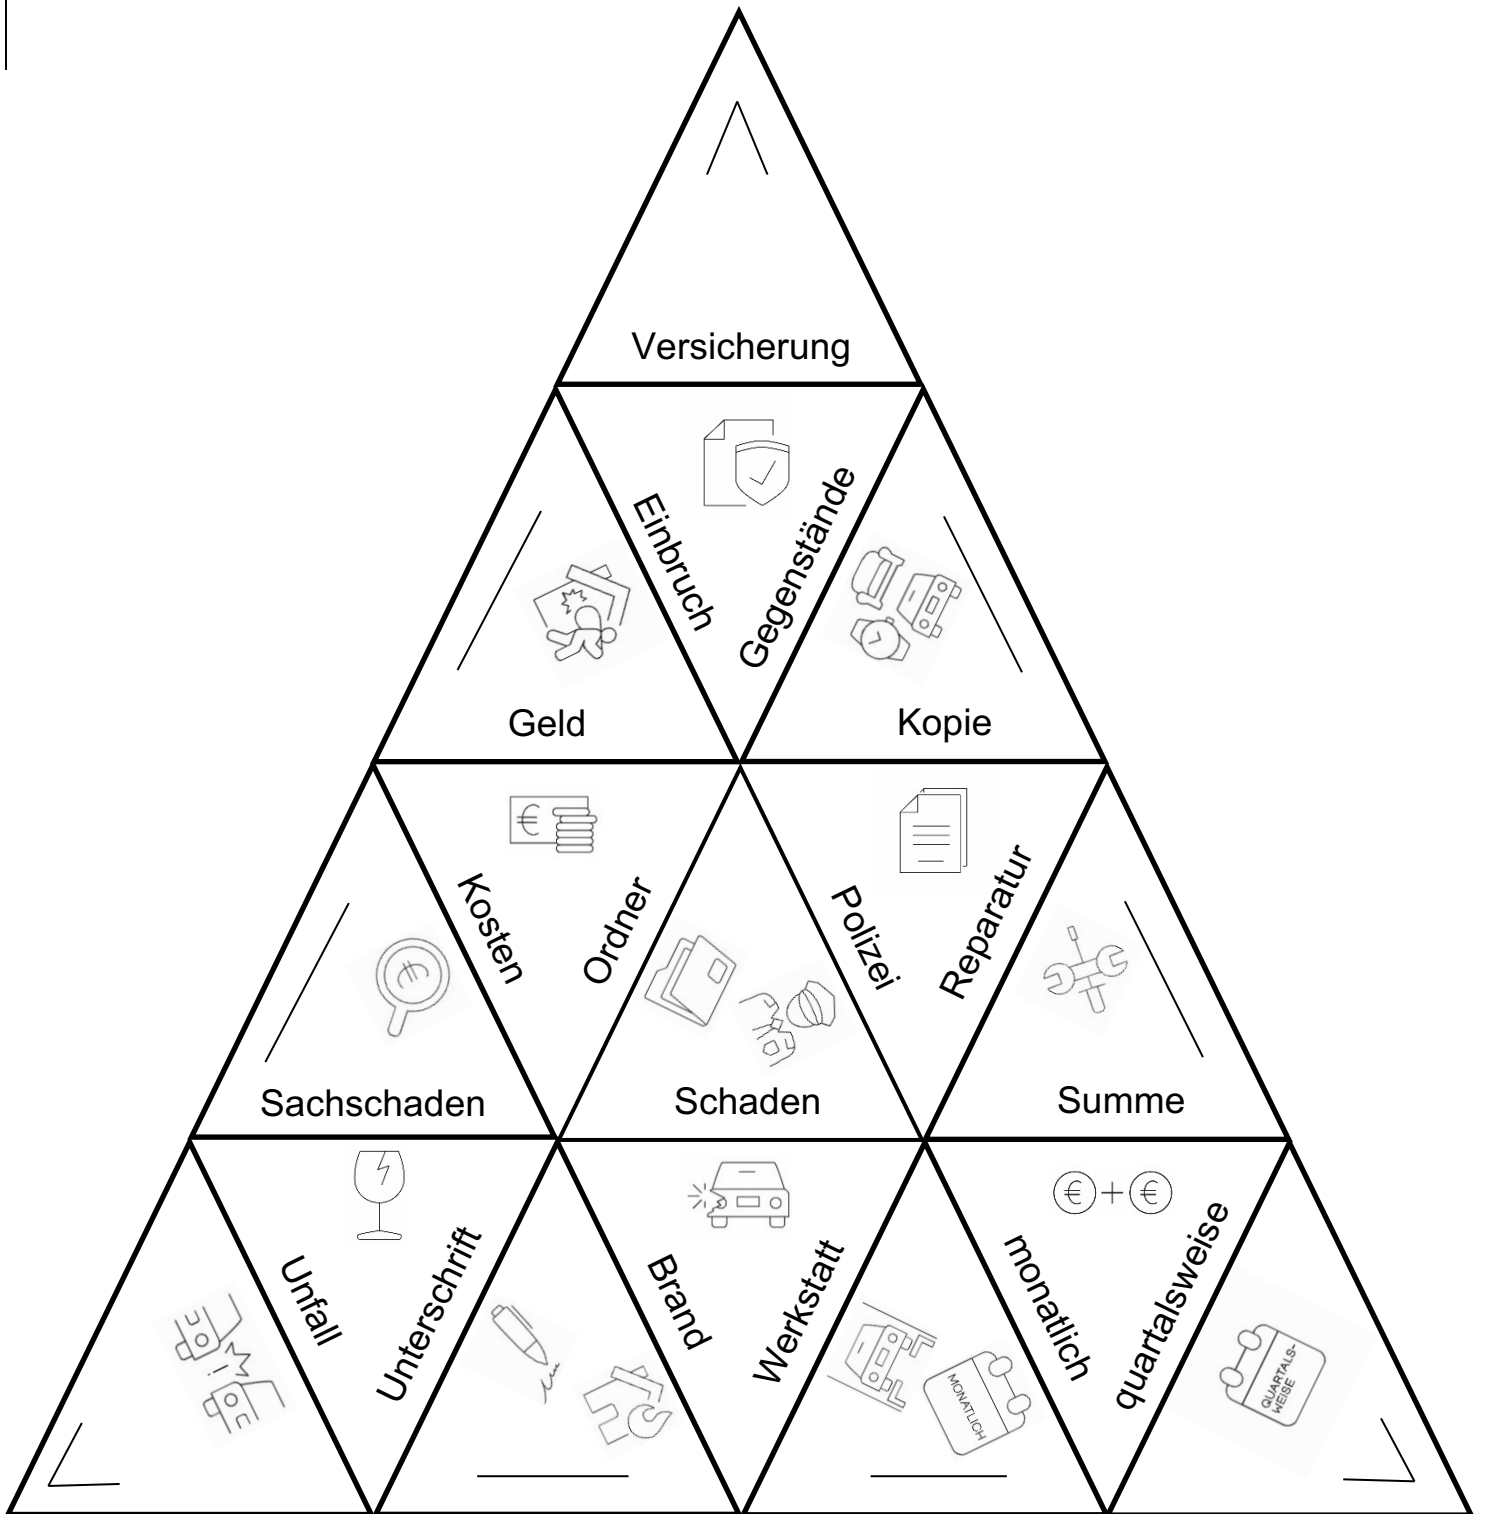 Versicherung
Einbruch
Gegenstände
Geld
Kopie
€
Kosten
Ordner
Polizei
Reparatur
€
Sachschaden
Schaden
Summe
€ + €
Unfall
Unterschrift
Brand
Werkstatt
monatlich
quartalsweise
!
MONATLICH
QUARTALS-
WEISE